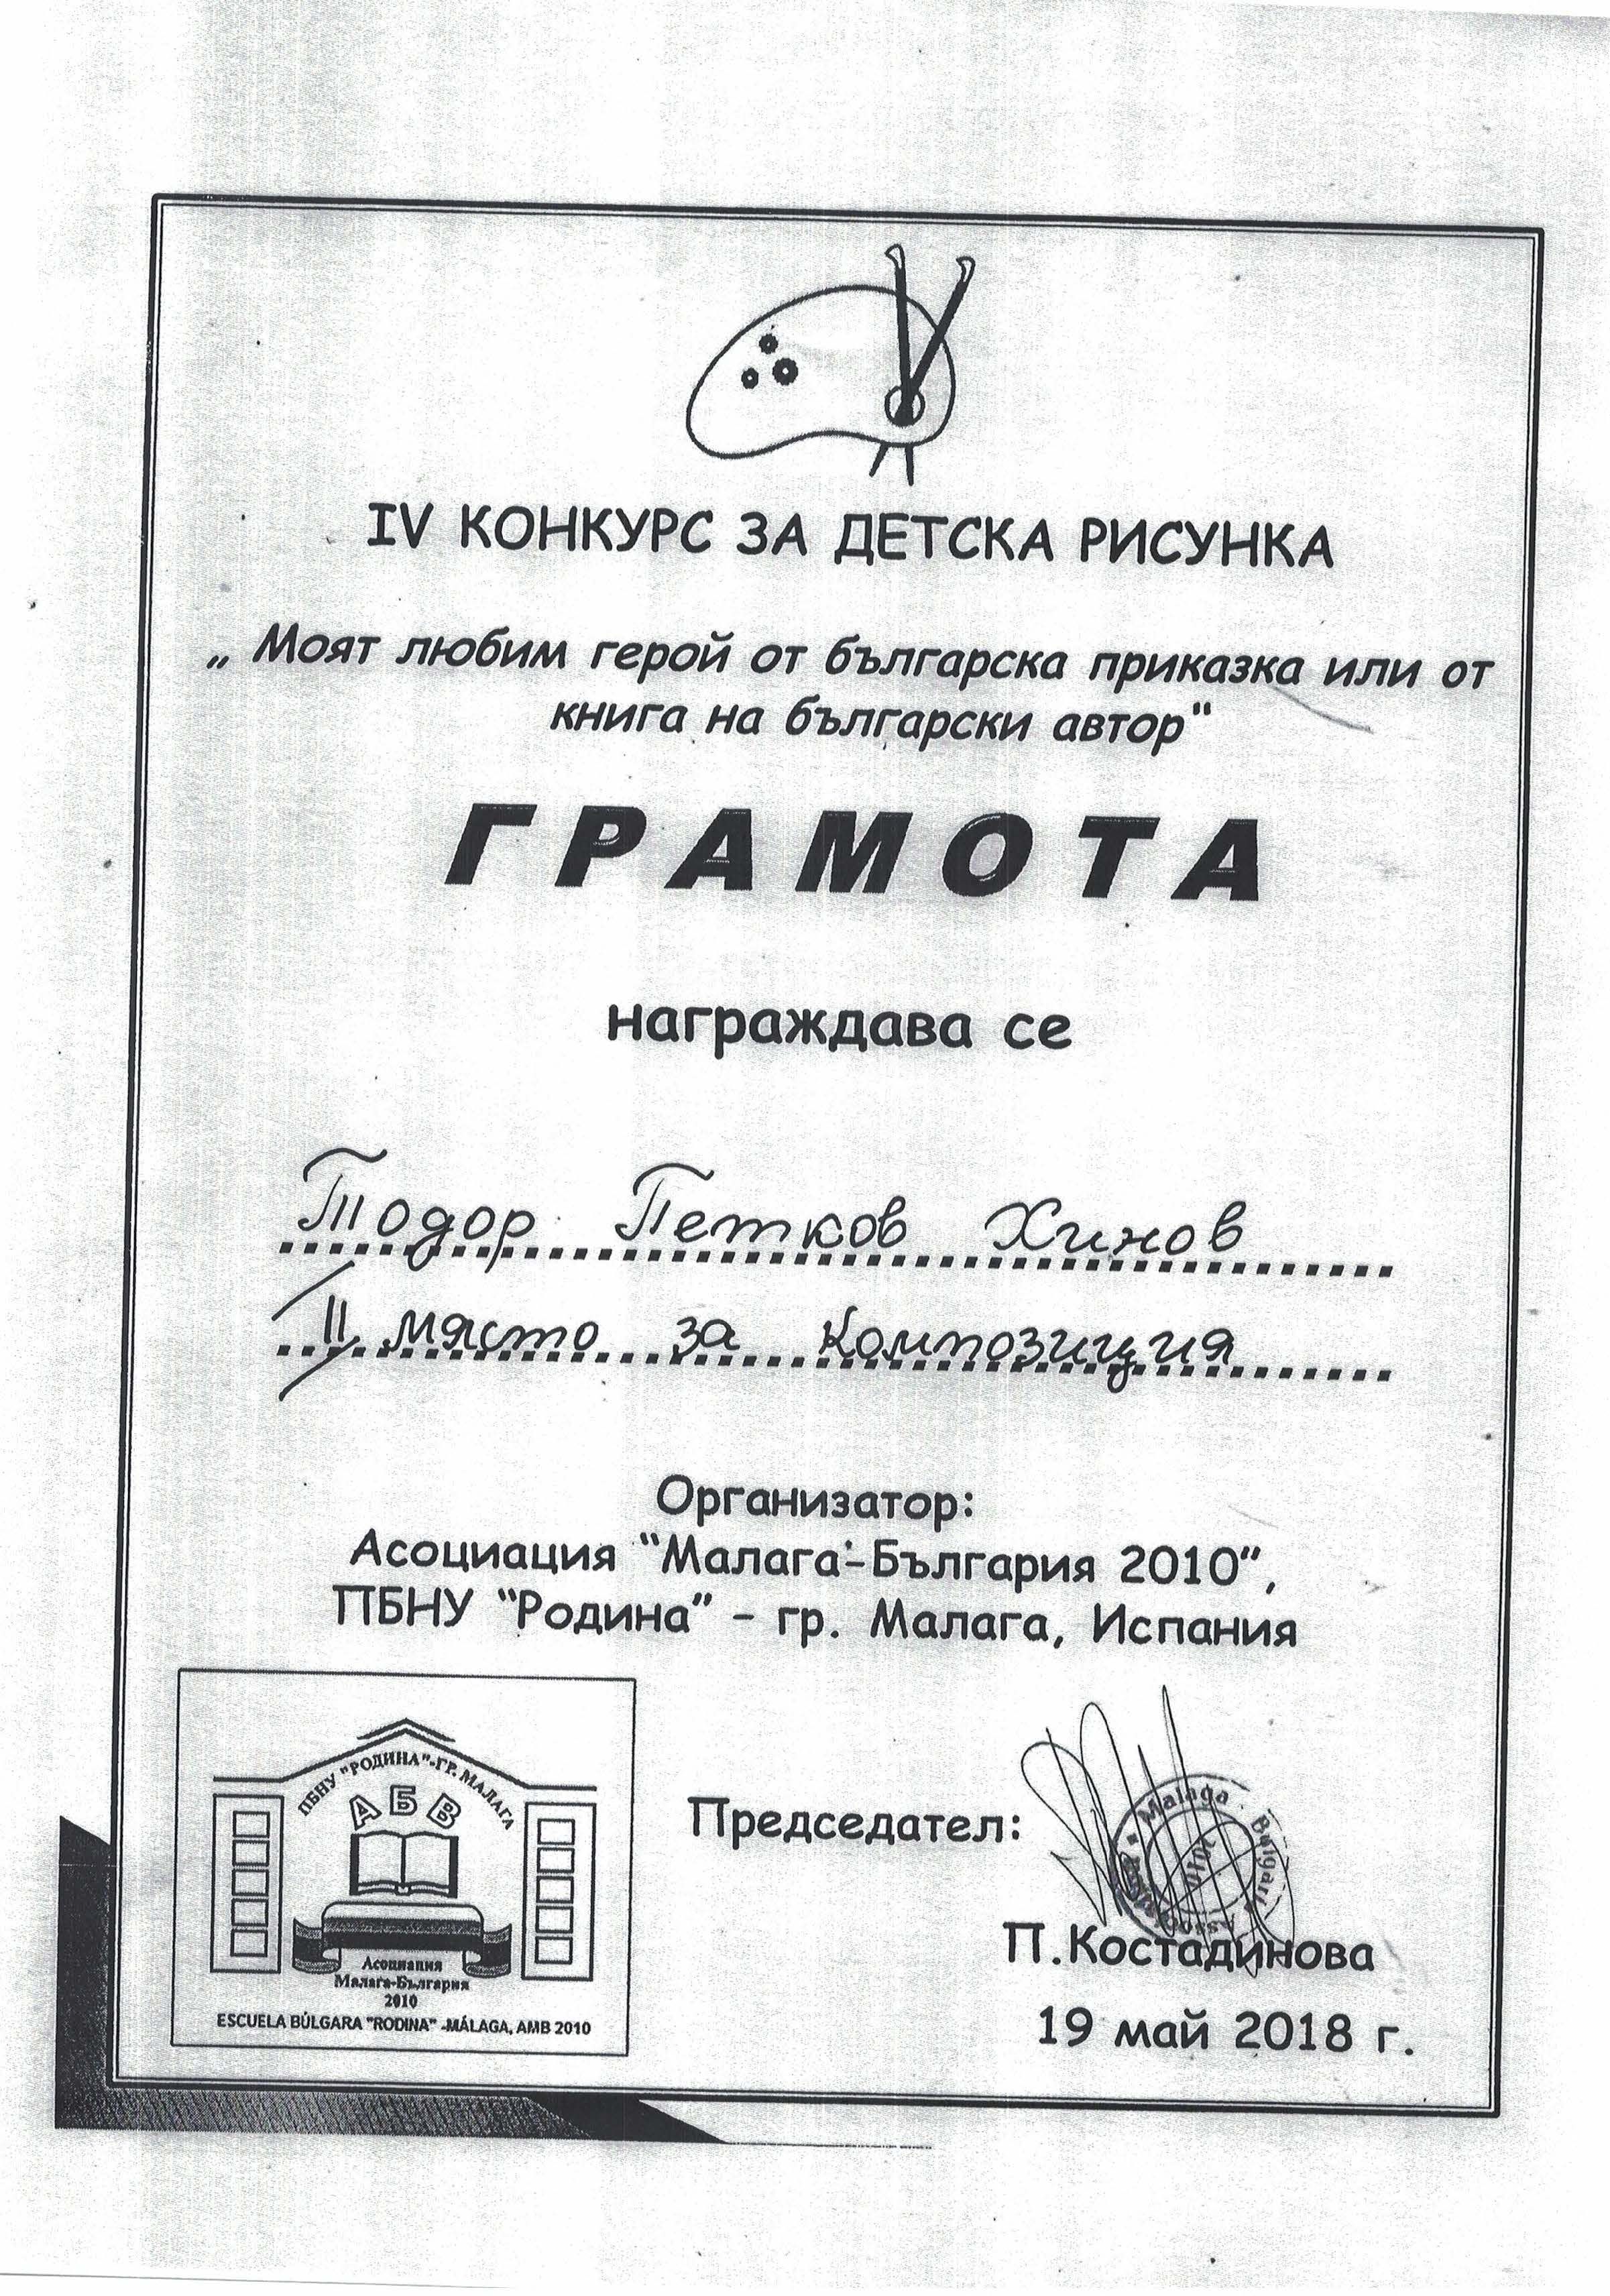 IV КОНКУРС ЗА ДЕТСКА РИСУНКА
„ Моят любим герой от българска приказка или от
книга на български автор"
ГРАМОТА
награждава се
Тодор Петков Хинов
II място за композиция
Организатор:
Асоциация "Малага-България 2010",
ПБНУ "Родина" - гр. Малага, Испания
ПБНУ "РОДИНА"-ГР. МАЛАГА
АБВ
Асоциация
Малага-България
2010
ESCUELA BÚLGARA "RODINA" -MÁLAGA, AMB 2010
Председател:
Malaga · Bulgari
П.Костадинова
19 май 2018 г.